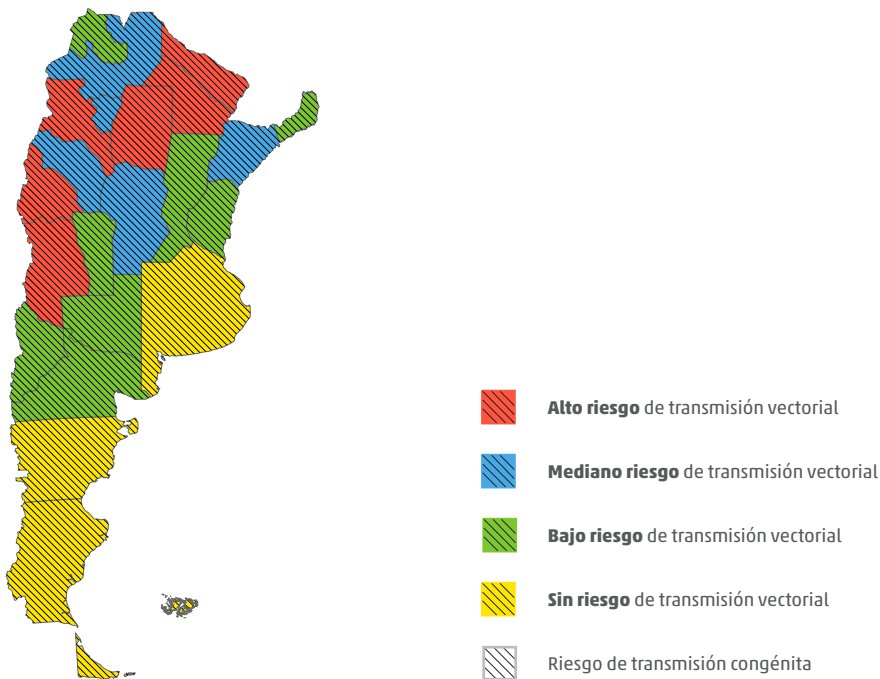 Alto riesgo de transmisión vectorial
Mediano riesgo de transmisión vectorial
Bajo riesgo de transmisión vectorial
Sin riesgo de transmisión vectorial
Riesgo de transmisión congénita